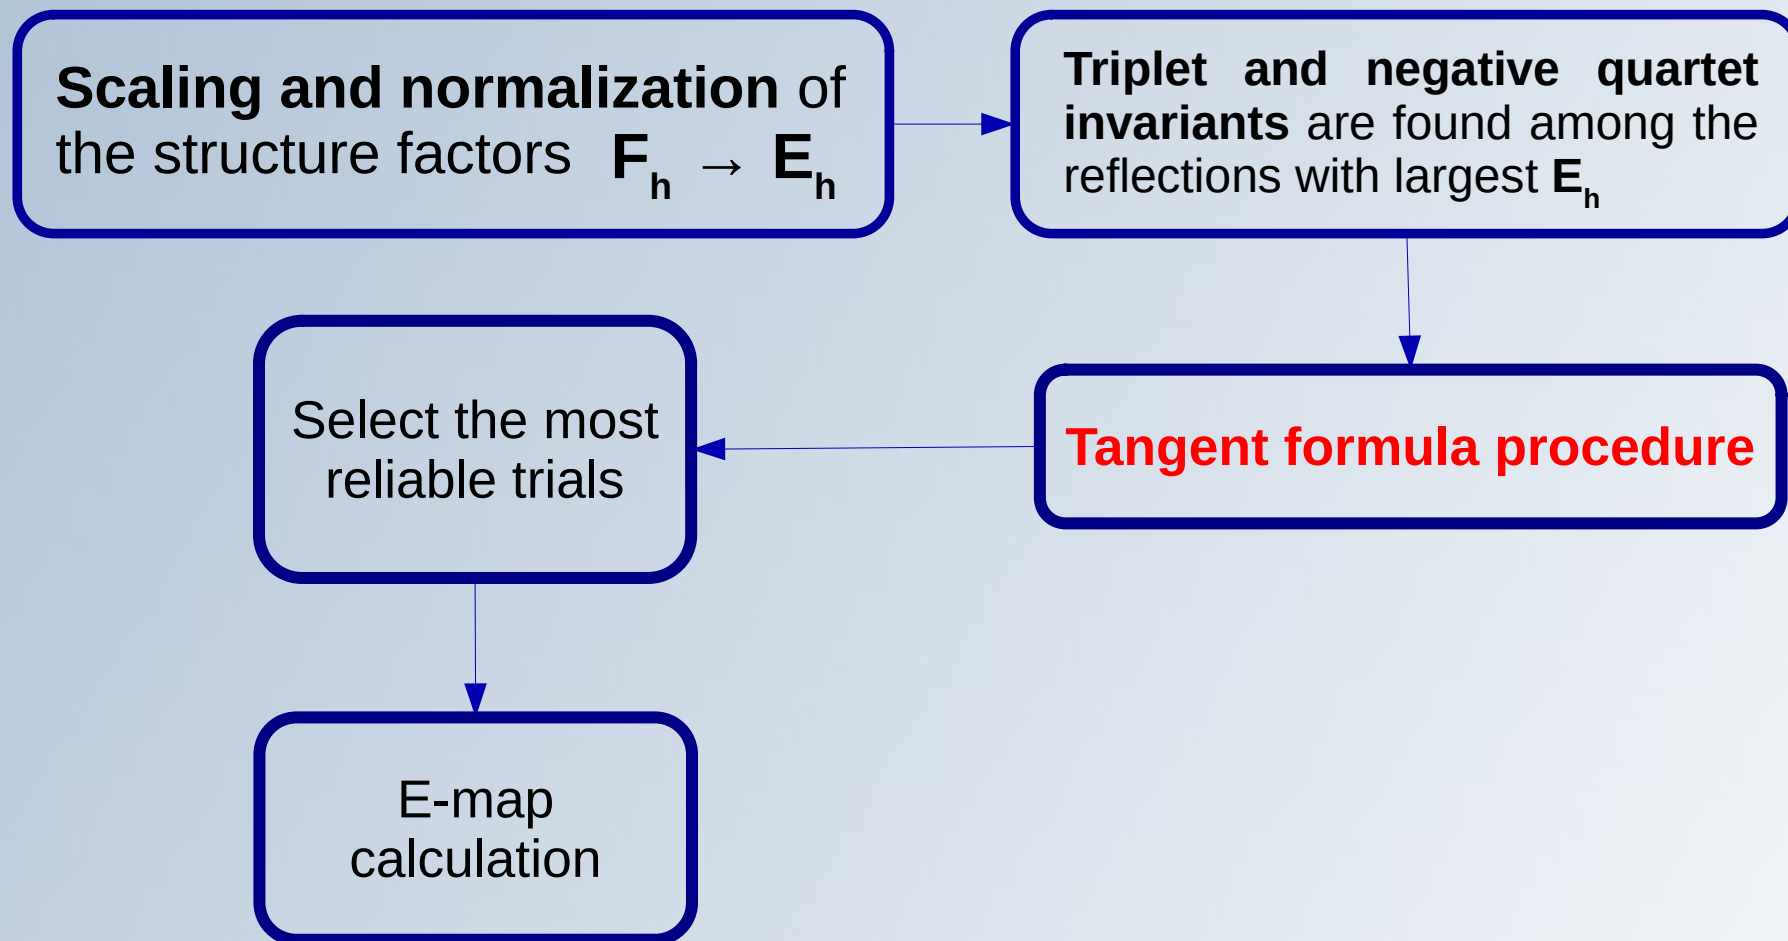 Scaling and normalization of
the structure factors F_h → E_h
Triplet and negative quartet
invariants are found among the
reflections with largest E_h
Tangent formula procedure
Select the most
reliable trials
E-map
calculation